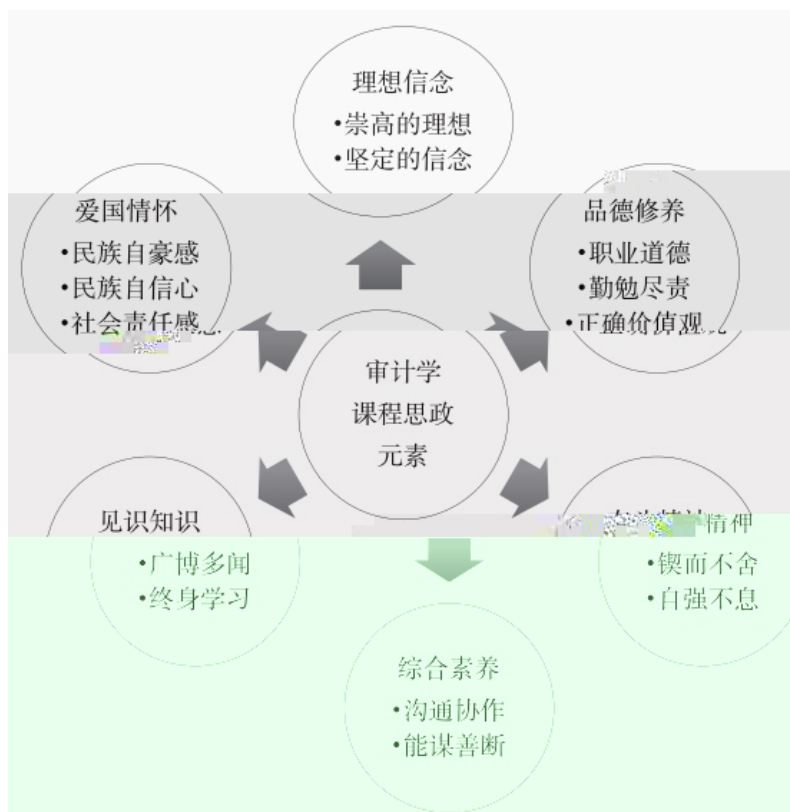 理想信念
•崇高的理想
•坚定的信念
爱国情怀
•民族自豪感
•民族自信心
•社会责任感
品德修养
•职业道德
•勤勉尽责
•正确价值观
审计学
课程思政
元素
见识知识
•广博多闻
•终身学习
精神
•锲而不舍
•自强不息
综合素养
•沟通协作
•能谋善断